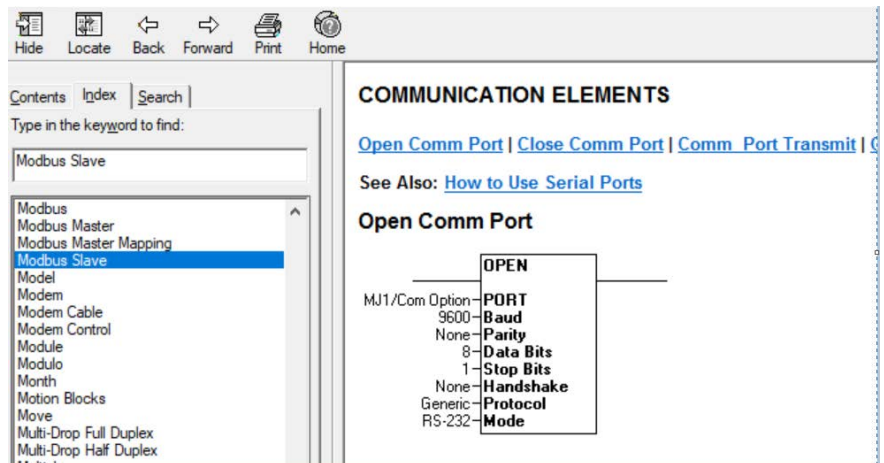 Hide Locate Back Forward Print Home
Contents Index Search
Type in the keyword to find:
Modbus Slave
Modbus
Modbus Master
Modbus Master Mapping
Modbus Slave
Model
Modem
Modem Cable
Modem Control
Module
Modulo
Month
Motion Blocks
Move
Multi-Drop Full Duplex
Multi-Drop Half Duplex
COMMUNICATION ELEMENTS
Open Comm Port | Close Comm Port | Comm Port Transmit |
See Also: How to Use Serial Ports
Open Comm Port
OPEN
MJ1/Com Option PORT
9600 Baud
None Parity
8 Data Bits
1 Stop Bits
None Handshake
Generic Protocol
RS-232 Mode